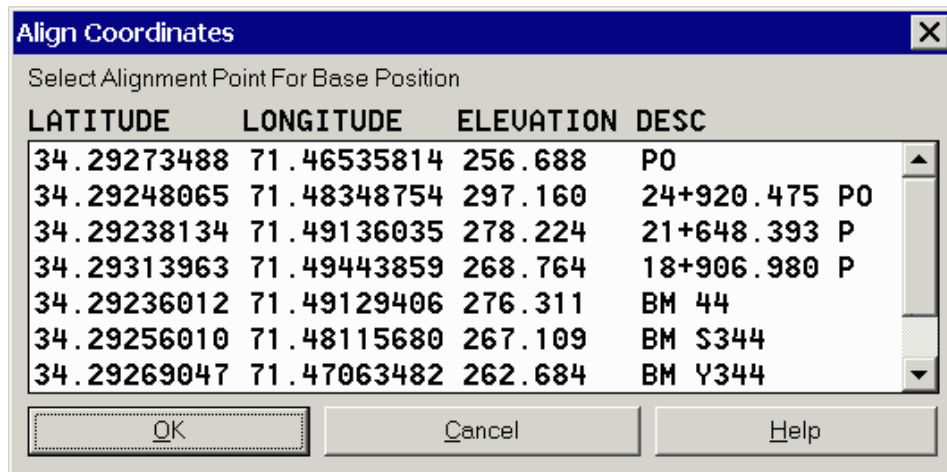 Align Coordinates
Select Alignment Point For Base Position
LATITUDE LONGITUDE ELEVATION DESC
34.29273488 71.46535814 256.688 PO
34.29248065 71.48348754 297.160 24+920.475 PO
34.29238134 71.49136035 278.224 21+648.393 P
34.29313963 71.49443859 268.764 18+906.980 P
34.29236012 71.49129406 276.311 BM 44
34.29256010 71.48115680 267.109 BM S344
34.29269047 71.47063482 262.684 BM Y344
OK Cancel Help